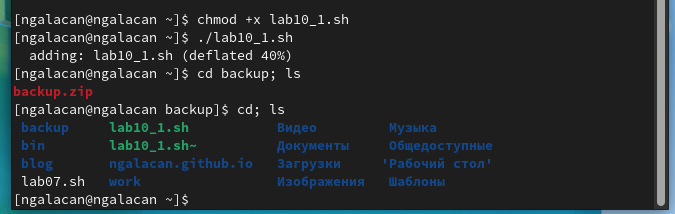 [ngalacan@ngalacan ~]$ chmod +x lab10_1.sh
[ngalacan@ngalacan ~]$ ./lab10_1.sh
  adding: lab10_1.sh (deflated 40%)
[ngalacan@ngalacan ~]$ cd backup; ls
backup.zip
[ngalacan@ngalacan backup]$ cd; ls
 backup     lab10_1.sh           Видео         Музыка
 bin        lab10_1.sh~          Документы     Общедоступные
 blog       ngalacan.github.io   Загрузки     'Рабочий стол'
 lab07.sh   work                 Изображения   Шаблоны
[ngalacan@ngalacan ~]$